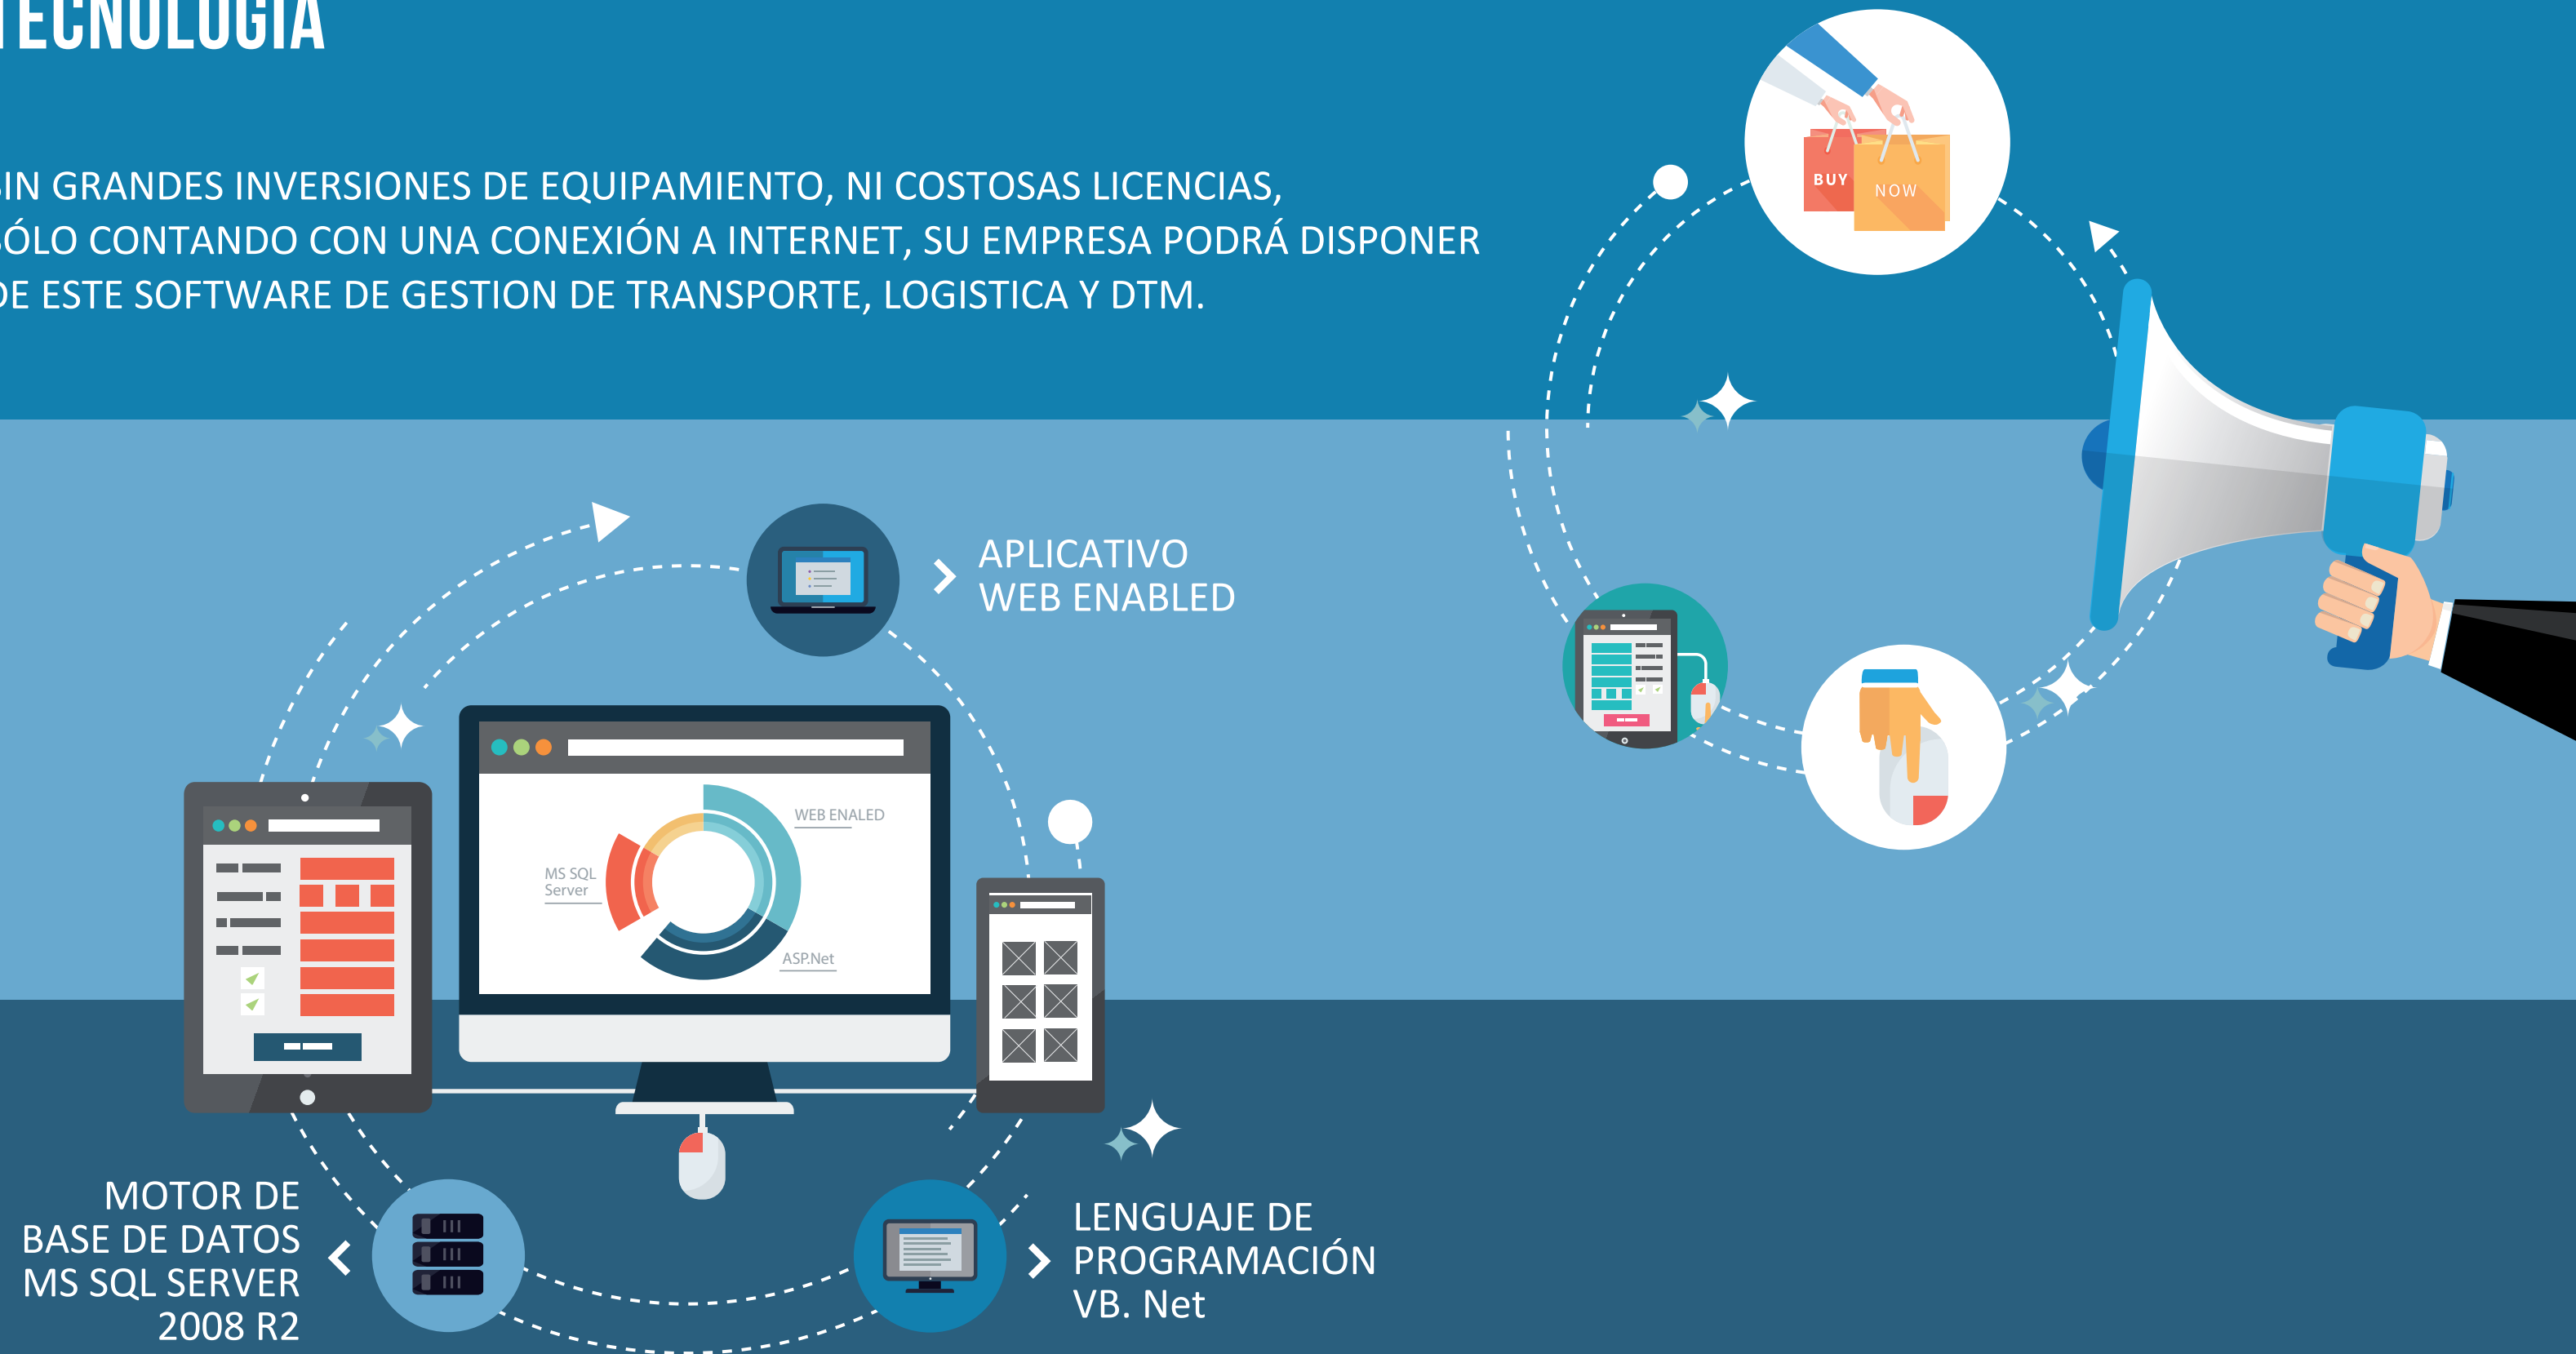 TECNOLOGÍA
SIN GRANDES INVERSIONES DE EQUIPAMIENTO, NI COSTOSAS LICENCIAS,
SÓLO CONTANDO CON UNA CONEXIÓN A INTERNET, SU EMPRESA PODRÁ DISPONER
DE ESTE SOFTWARE DE GESTION DE TRANSPORTE, LOGISTICA Y DTM.
BUY
NOW
APLICATIVO
WEB ENABLED
WEB ENALED
MS SQL
Server
ASP.Net
MOTOR DE
BASE DE DATOS
MS SQL SERVER
2008 R2
LENGUAJE DE
PROGRAMACIÓN
VB. Net